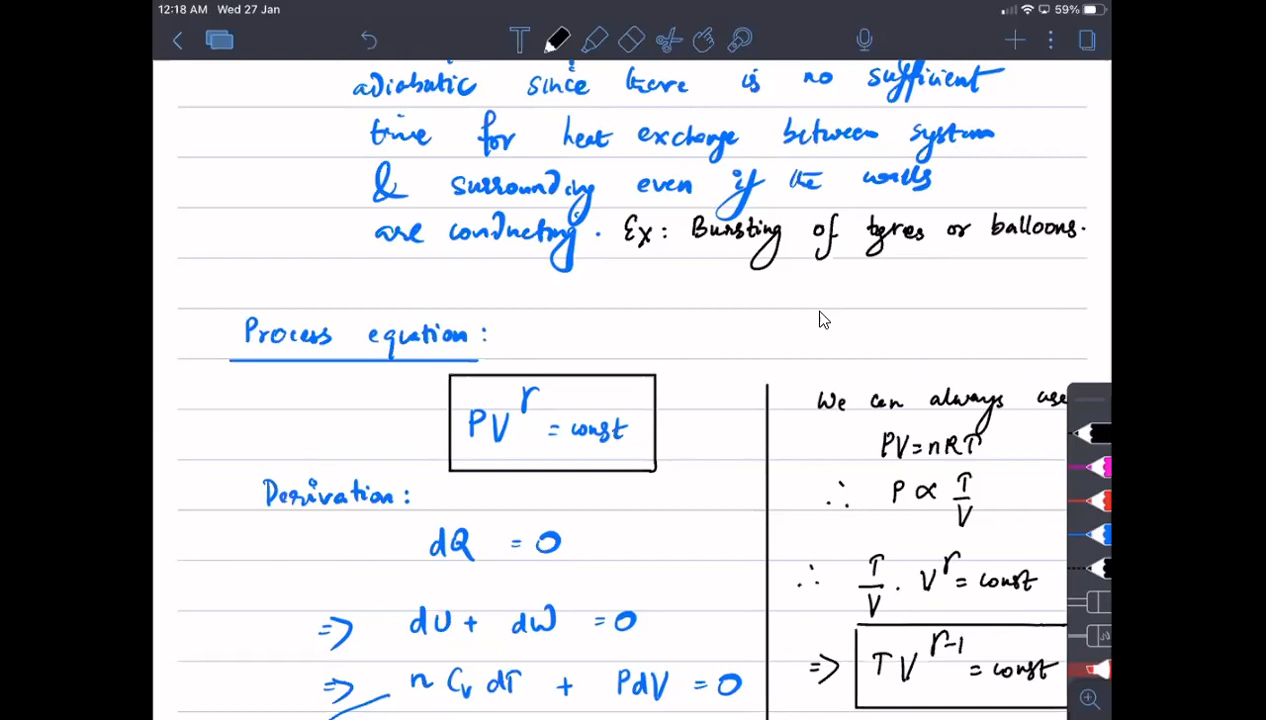 12:18 AM Wed 27 Jan
59%
adiabatic since there is no sufficient
time for heat exchange between system
& surrounding even if the walls
are conducting. Ex: Bursting of tyres or balloons.
Process equation:
PV^r = const
Derivation:
dQ = 0
=> dU + dW = 0
=> n Cv dT + PdV = 0
We can always use
PV = nRT
∴ P ∝ T/V
∴ T/V . V^r = const
=> TV^r-1 = const